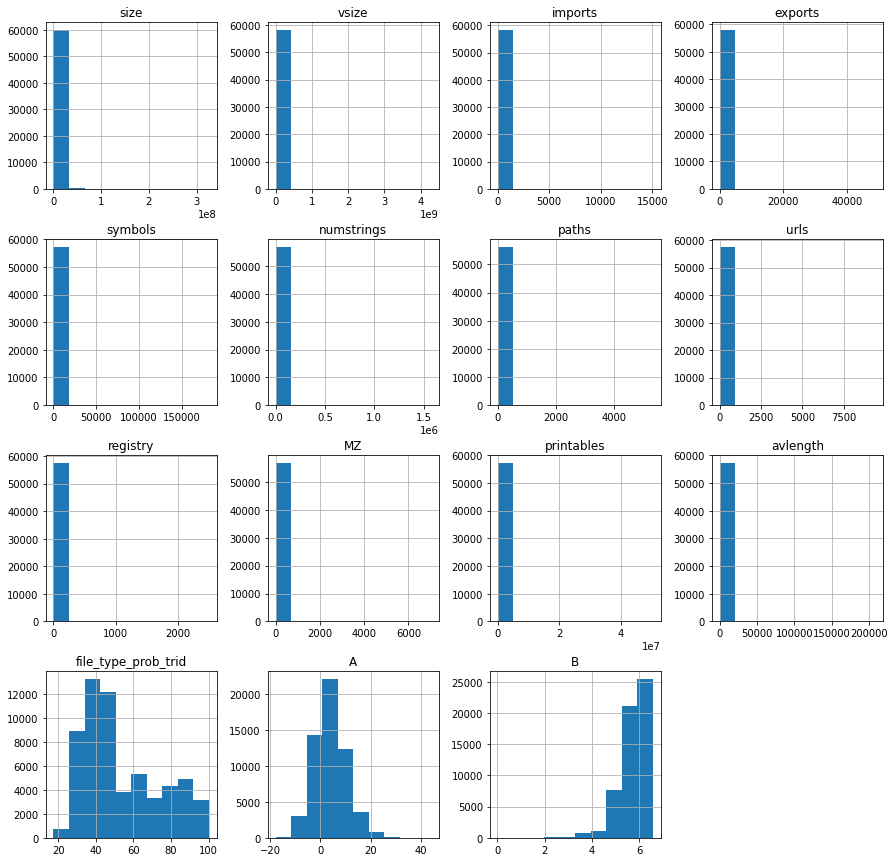 size vsize imports exports
60000 60000 60000 60000
50000 50000 50000 50000
40000 40000 40000 40000
30000 30000 30000 30000
20000 20000 20000 20000
10000 10000 10000 10000
0 0 0 0
0 1 2 3 0 1 2 3 4 0 5000 10000 15000 0 20000 40000
1e8 1e9
symbols numstrings paths urls
60000 60000
50000 50000 50000 50000
40000 40000 40000 40000
30000 30000 30000 30000
20000 20000 20000 20000
10000 10000 10000 10000
0 0 0 0
0 50000 100000 150000 0.0 0.5 1.0 1.5 0 2000 4000 0 2500 5000 7500
1e6
registry MZ printables avlength
60000 60000 60000
50000 50000 50000 50000
40000 40000 40000 40000
30000 30000 30000 30000
20000 20000 20000 20000
10000 10000 10000 10000
0 0 0 0
0 1000 2000 0 2000 4000 6000 0 2 4 0 50000 100000 150000 200000
1e7
file_type_prob_trid A B
12000 20000 25000
10000 15000 20000
8000 10000 15000
6000 5000 10000
4000 0 5000
2000 0
0
20 40 60 80 100 −20 0 20 40 0 2 4 6